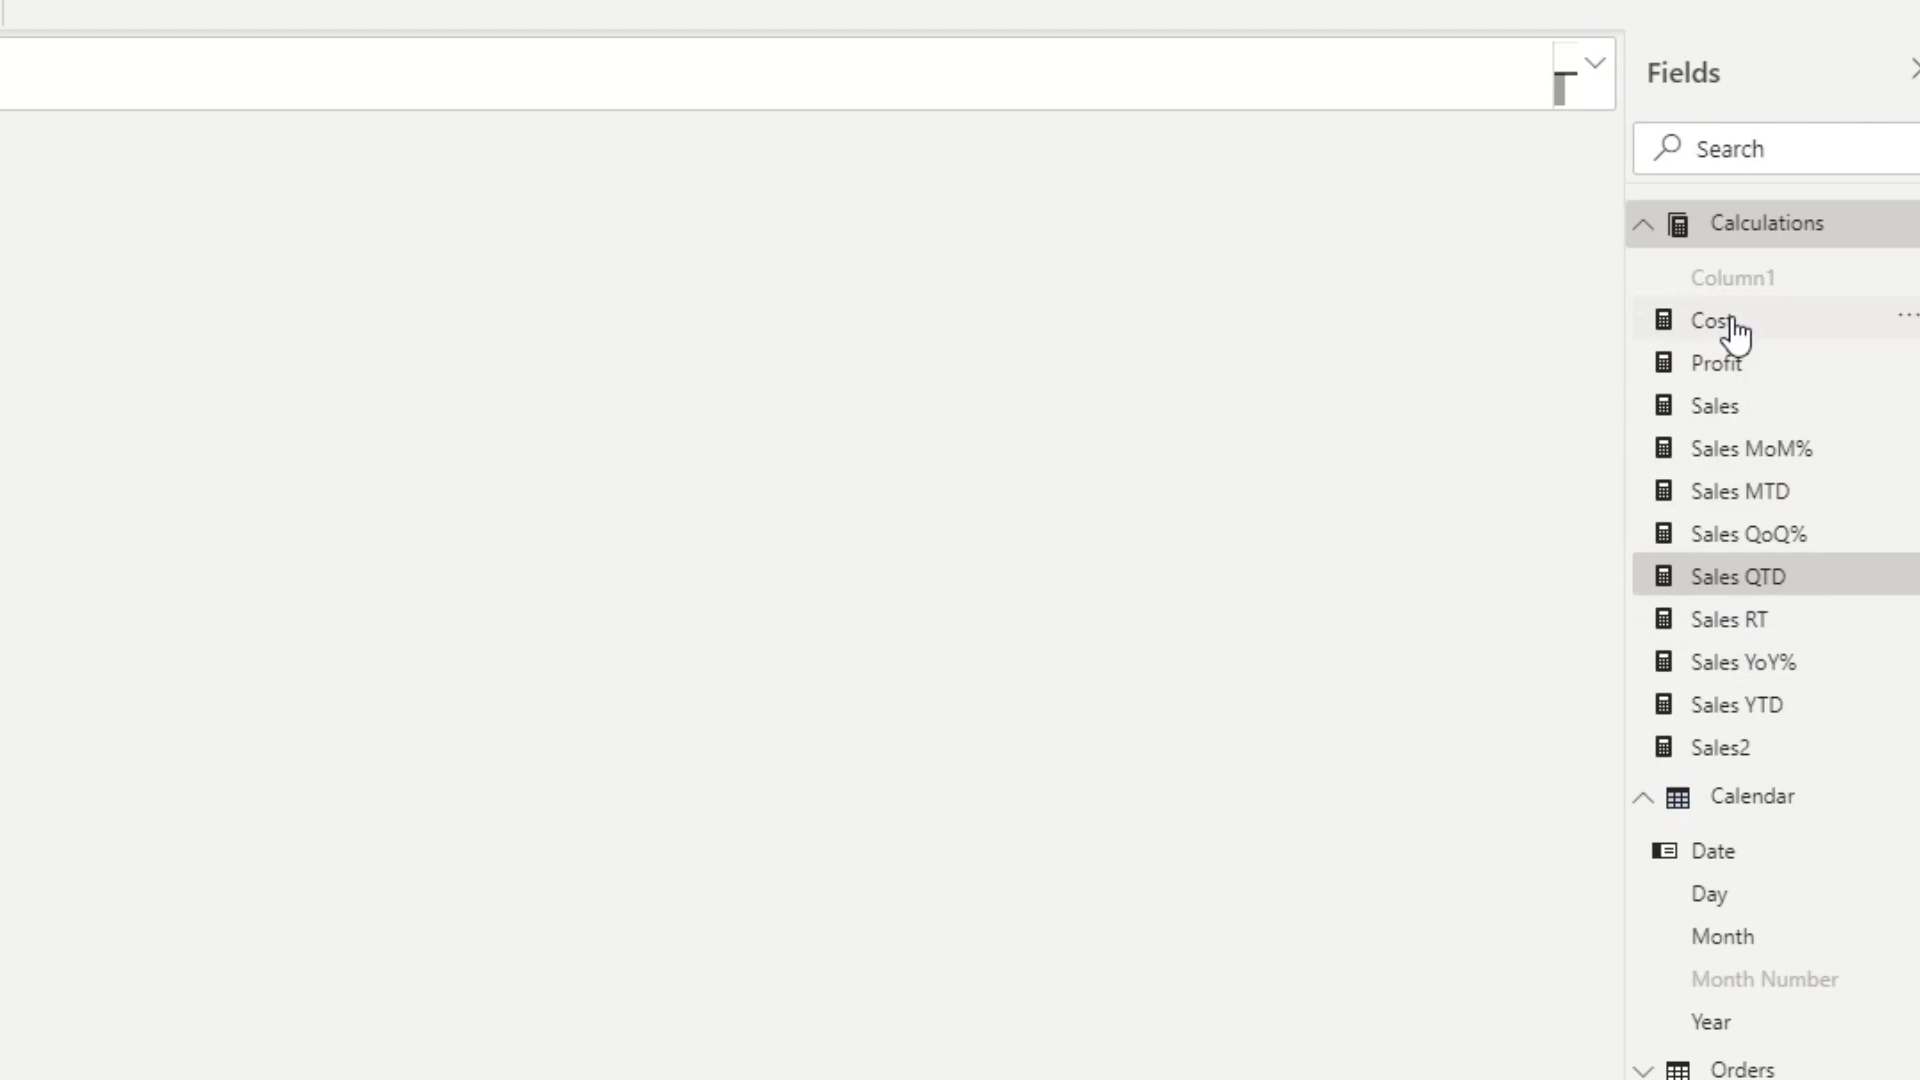 Fields
Search
Calculations
Column1
Cost
Profit
Sales
Sales MoM%
Sales MTD
Sales QoQ%
Sales QTD
Sales RT
Sales YoY%
Sales YTD
Sales2
Calendar
Date
Day
Month
Month Number
Year
Orders